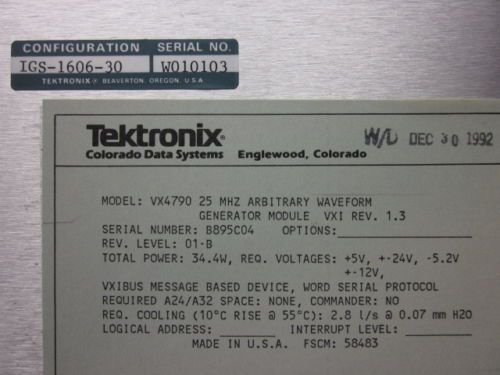 CONFIGURATION SERIAL NO.
IGS-1606-30 W010103
TEKTRONIX® BEAVERTON, OREGON, U.S.A.
Tektronix®
Colorado Data Systems Englewood, Colorado
W/D DEC 30 1992
MODEL: VX4790 25 MHZ ARBITRARY WAVEFORM
GENERATOR MODULE VXI REV. 1.3
SERIAL NUMBER: B895C04 OPTIONS:
REV. LEVEL: 01-B
TOTAL POWER: 34.4W, REQ. VOLTAGES: +5V, +-24V, -5.2V
+-12V,
VXIBUS MESSAGE BASED DEVICE, WORD SERIAL PROTOCOL
REQUIRED A24/A32 SPACE: NONE, COMMANDER: NO
REQ. COOLING (10°C RISE @ 55°C): 2.8 l/s @ 0.07 mm H2O
LOGICAL ADDRESS: INTERRUPT LEVEL:
MADE IN U.S.A. FSCM: 58483